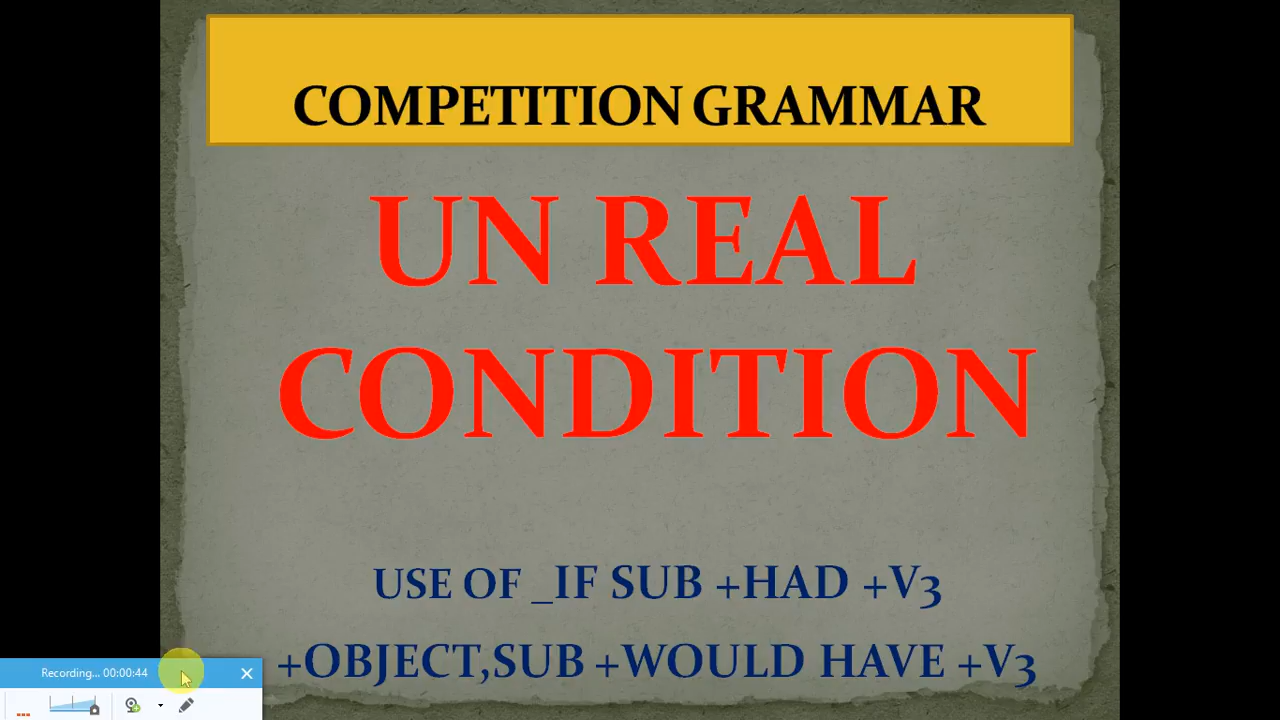 COMPETITION GRAMMAR
UN REAL
CONDITION
USE OF _IF SUB +HAD +V3
+OBJECT,SUB +WOULD HAVE +V3
Recording... 00:00:44